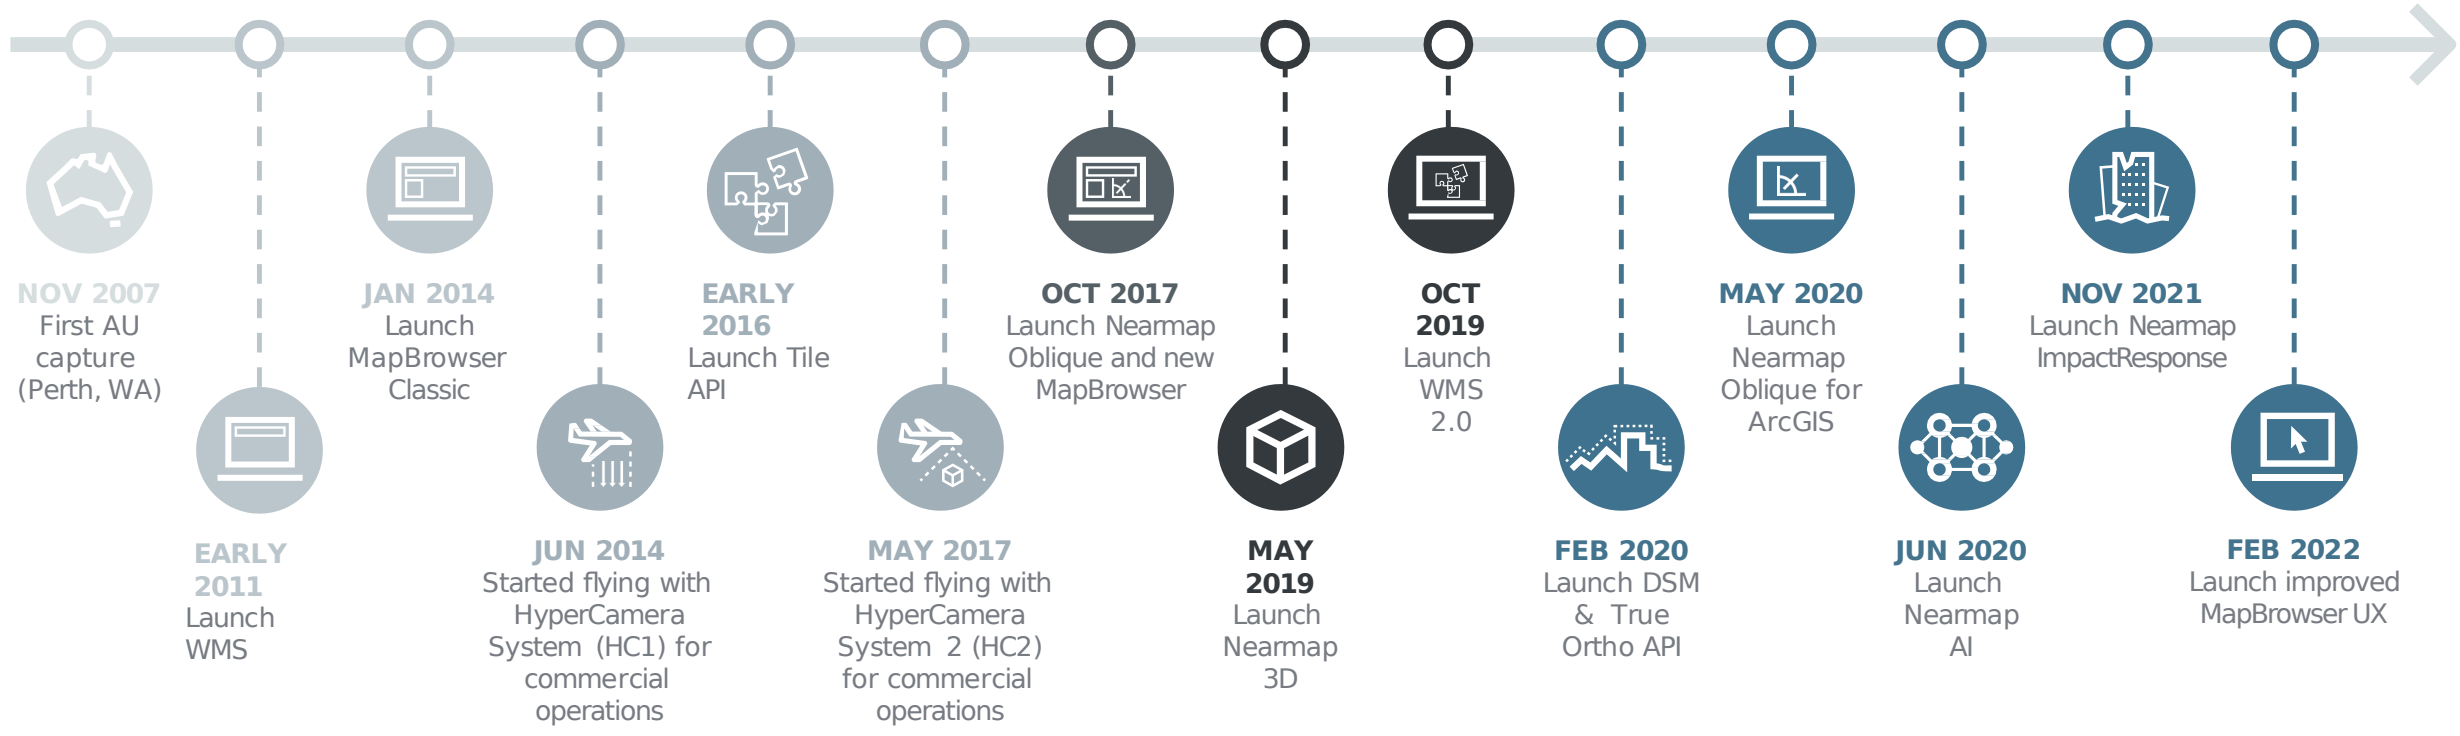 NOV 2007
First AU
capture
(Perth, WA)
EARLY
2011
Launch
WMS
JAN 2014
Launch
MapBrowser
Classic
JUN 2014
Started flying with
HyperCamera
System (HC1) for
commercial
operations
EARLY
2016
Launch Tile
API
MAY 2017
Started flying with
HyperCamera
System 2 (HC2)
for commercial
operations
OCT 2017
Launch Nearmap
Oblique and new
MapBrowser
MAY
2019
Launch
Nearmap
3D
OCT
2019
Launch
WMS
2.0
FEB 2020
Launch DSM
& True
Ortho API
MAY 2020
Launch
Nearmap
Oblique for
ArcGIS
JUN 2020
Launch
Nearmap
AI
NOV 2021
Launch Nearmap
ImpactResponse
FEB 2022
Launch improved
MapBrowser UX